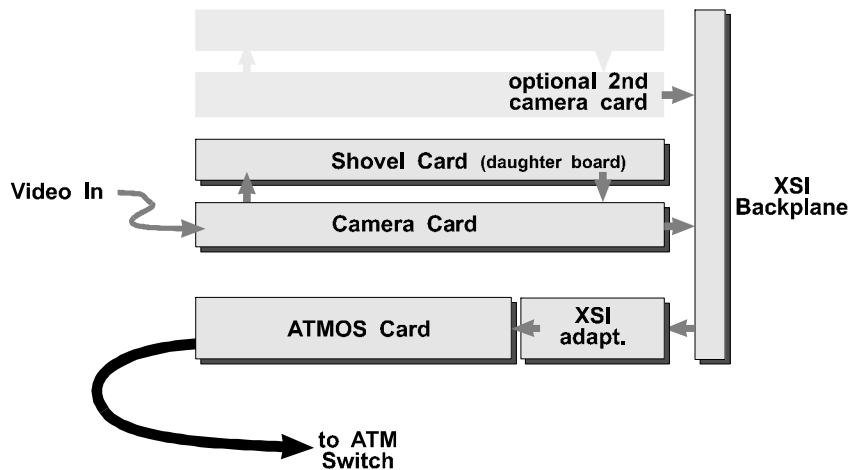 optional 2nd
camera card
Shovel Card (daughter board)
Video In
XSI
Backplane
Camera Card
ATMOS Card
XSI
adapt.
to ATM
Switch